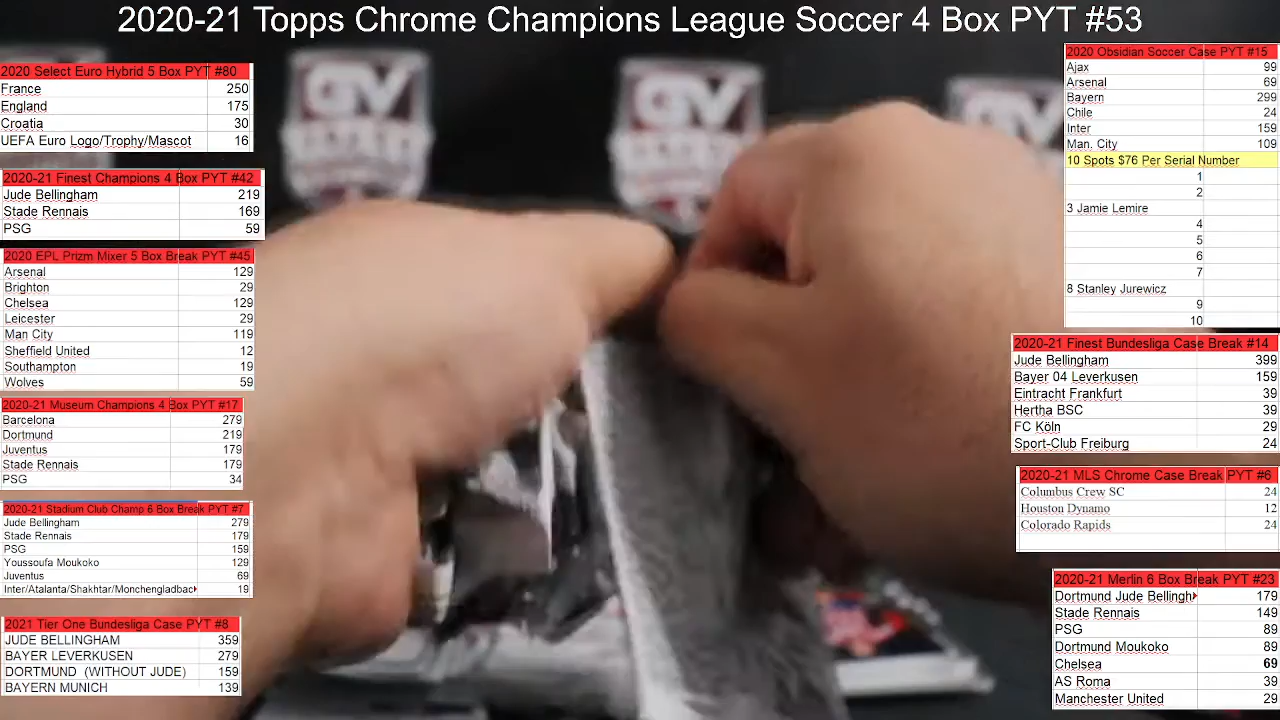 2020-21 Topps Chrome Champions League Soccer 4 Box PYT #53
2020 Select Euro Hybrid 5 Box PYT #80
France 250
England 175
Croatia 30
UEFA Euro Logo/Trophy/Mascot 16
2020-21 Finest Champions 4 Box PYT #42
Jude Bellingham 219
Stade Rennais 169
PSG 59
2020 EPL Prizm Mixer 5 Box Break PYT #45
Arsenal 129
Brighton 29
Chelsea 129
Leicester 29
Man City 119
Sheffield United 12
Southampton 19
Wolves 59
2020-21 Museum Champions 4 Box PYT #17
Barcelona 279
Dortmund 219
Juventus 179
Stade Rennais 179
PSG 34
2020-21 Stadium Club Champ 6 Box Break PYT #7
Jude Bellingham 279
Stade Rennais 179
PSG 159
Youssoufa Moukoko 129
Juventus 69
Inter/Atalanta/Shakhtar/Monchengladbac 19
2021 Tier One Bundesliga Case PYT #8
JUDE BELLINGHAM 359
BAYER LEVERKUSEN 279
DORTMUND (WITHOUT JUDE) 159
BAYERN MUNICH 139
2020 Obsidian Soccer Case PYT #15
Ajax 99
Arsenal 69
Bayern 299
Chile 24
Inter 159
Man. City 109
10 Spots $76 Per Serial Number
1
2
3 Jamie Lemire
4
5
6
7
8 Stanley Jurewicz
9
10
2020-21 Finest Bundesliga Case Break #14
Jude Bellingham 399
Bayer 04 Leverkusen 159
Eintracht Frankfurt 39
Hertha BSC 39
FC Köln 29
Sport-Club Freiburg 24
2020-21 MLS Chrome Case Break PYT #6
Columbus Crew SC 24
Houston Dynamo 12
Colorado Rapids 24
2020-21 Merlin 6 Box Break PYT #23
Dortmund Jude Bellingh 179
Stade Rennais 149
PSG 89
Dortmund Moukoko 89
Chelsea 69
AS Roma 39
Manchester United 29